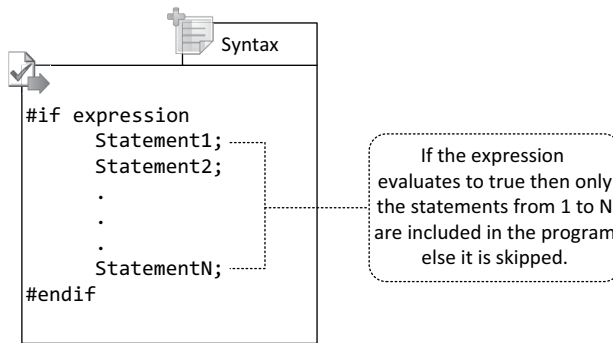 Syntax
#if expression
Statement1;
Statement2;
.
.
.
StatementN;
#endif
If the expression
evaluates to true then only
the statements from 1 to N
are included in the program
else it is skipped.